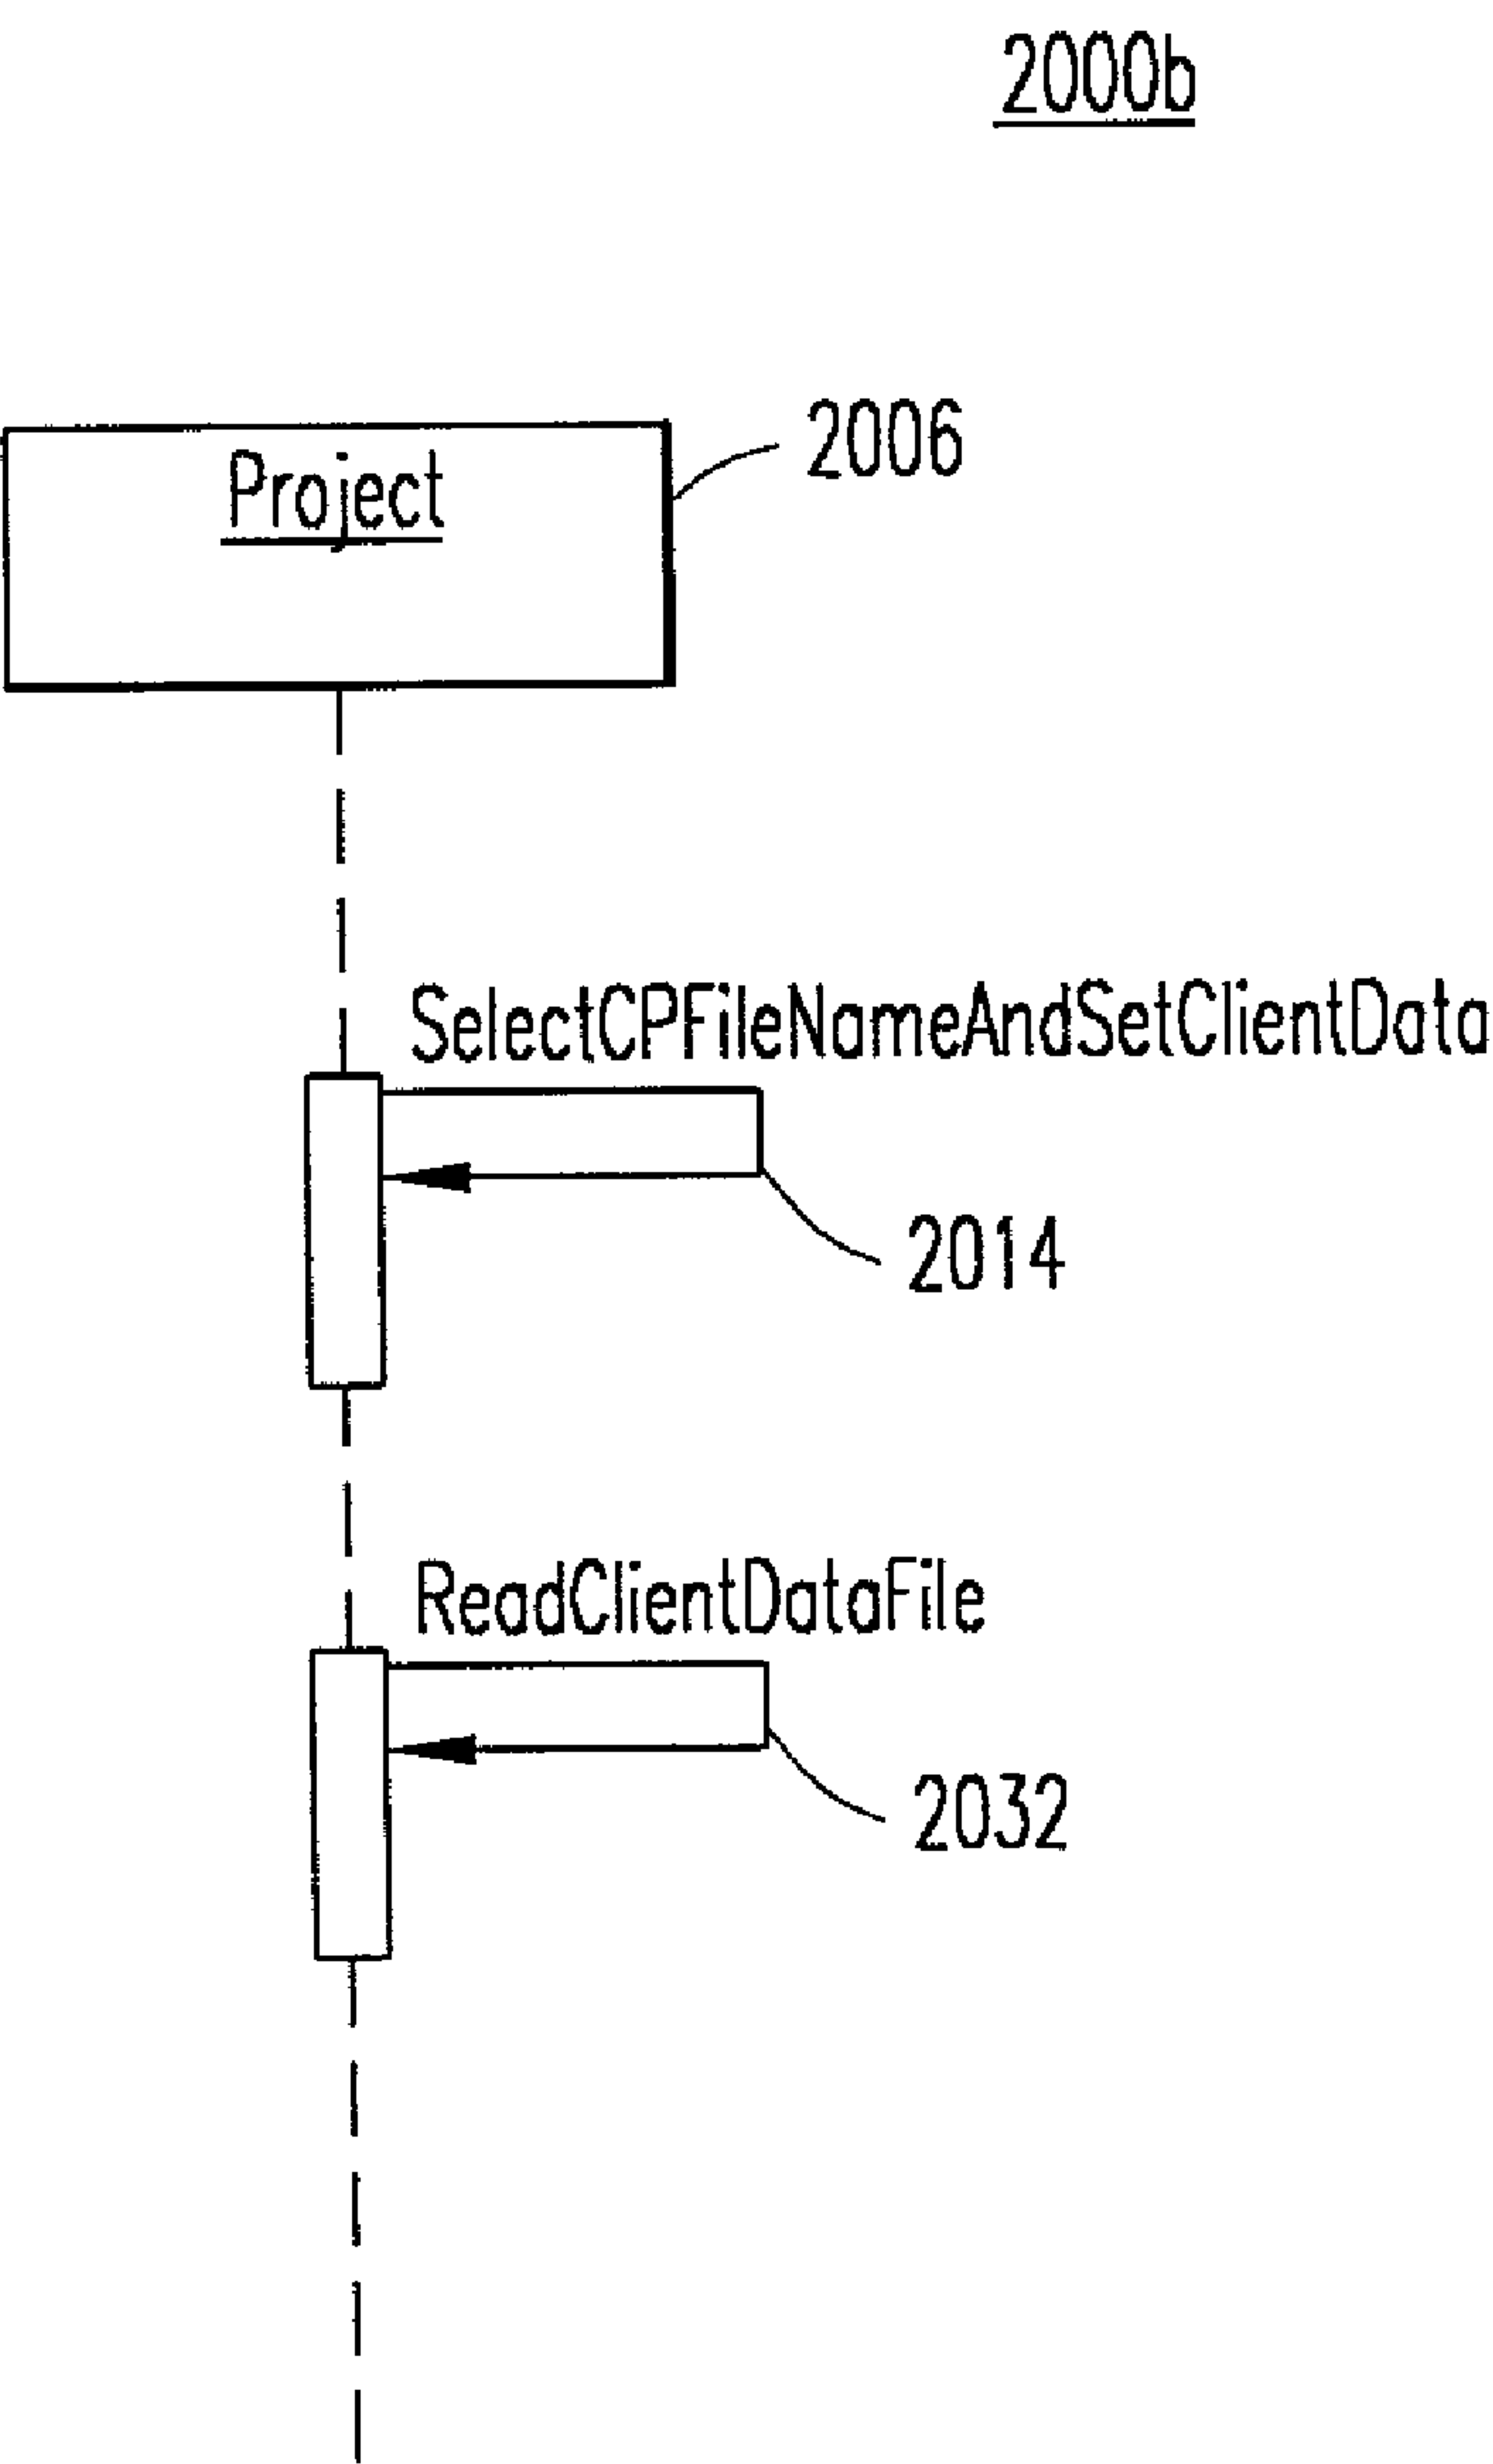 2000b
2006
Project
SelectCPFileNameAndSetClientData
2014
ReadClientDataFile
2032